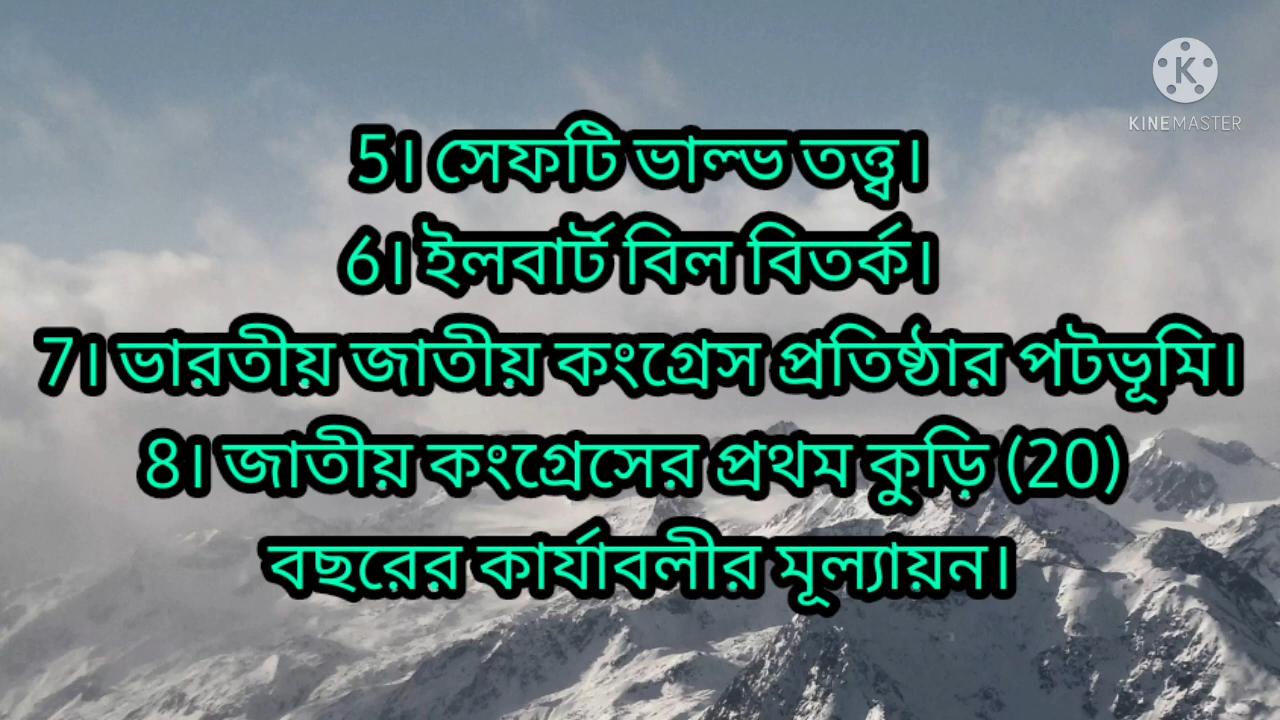 KINEMASTER
5। সেফটি ভাল্ভ তত্ত্ব।
6। ইলবার্ট বিল বিতর্ক।
7। ভারতীয় জাতীয় কংগ্রেস প্রতিষ্ঠার পটভূমি।
8। জাতীয় কংগ্রেসের প্রথম কুড়ি (20)
বছরের কার্যাবলীর মূল্যায়ন।